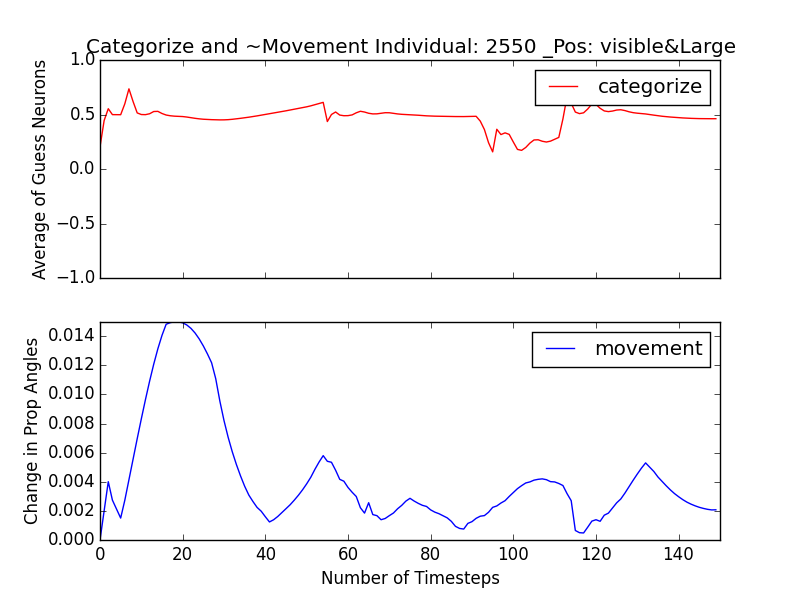 Categorize and ~Movement Individual: 2550 _Pos: visible&Large
1.0
0.5
0.0
−0.5
−1.0
Average of Guess Neurons
categorize
0.014
0.012
0.010
0.008
0.006
0.004
0.002
0.000
Change in Prop Angles
movement
0 20 40 60 80 100 120 140
Number of Timesteps